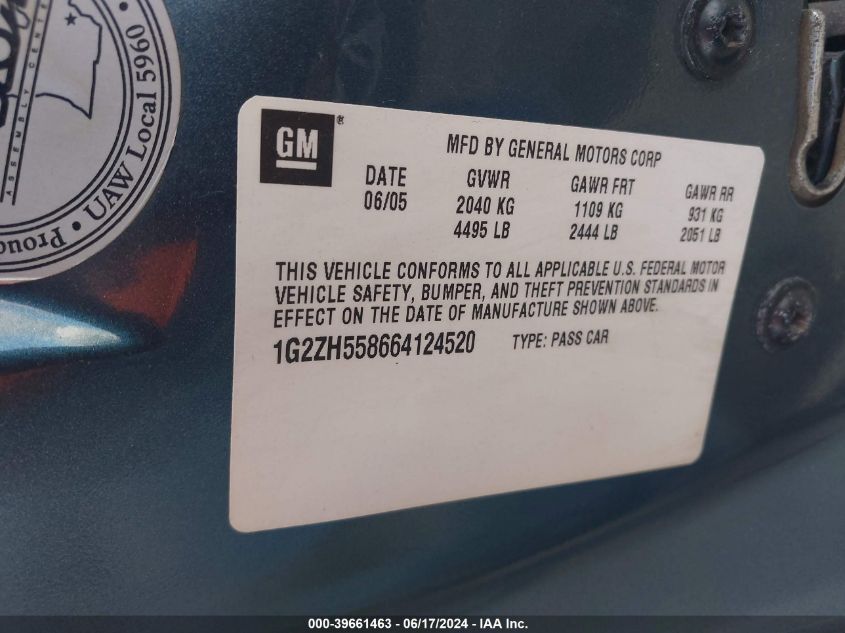 GM®
MFD BY GENERAL MOTORS CORP
DATE GVWR GAWR FRT GAWR RR
06/05 2040 KG 1109 KG 931 KG
4495 LB 2444 LB 2051 LB
THIS VEHICLE CONFORMS TO ALL APPLICABLE U.S. FEDERAL MOTOR
VEHICLE SAFETY, BUMPER, AND THEFT PREVENTION STANDARDS IN
EFFECT ON THE DATE OF MANUFACTURE SHOWN ABOVE.
1G2ZH558664124520 TYPE: PASS CAR
ASSEMBLY CENTER
• UAW Local 5960 •
000-39661463 - 06/17/2024 - IAA Inc.